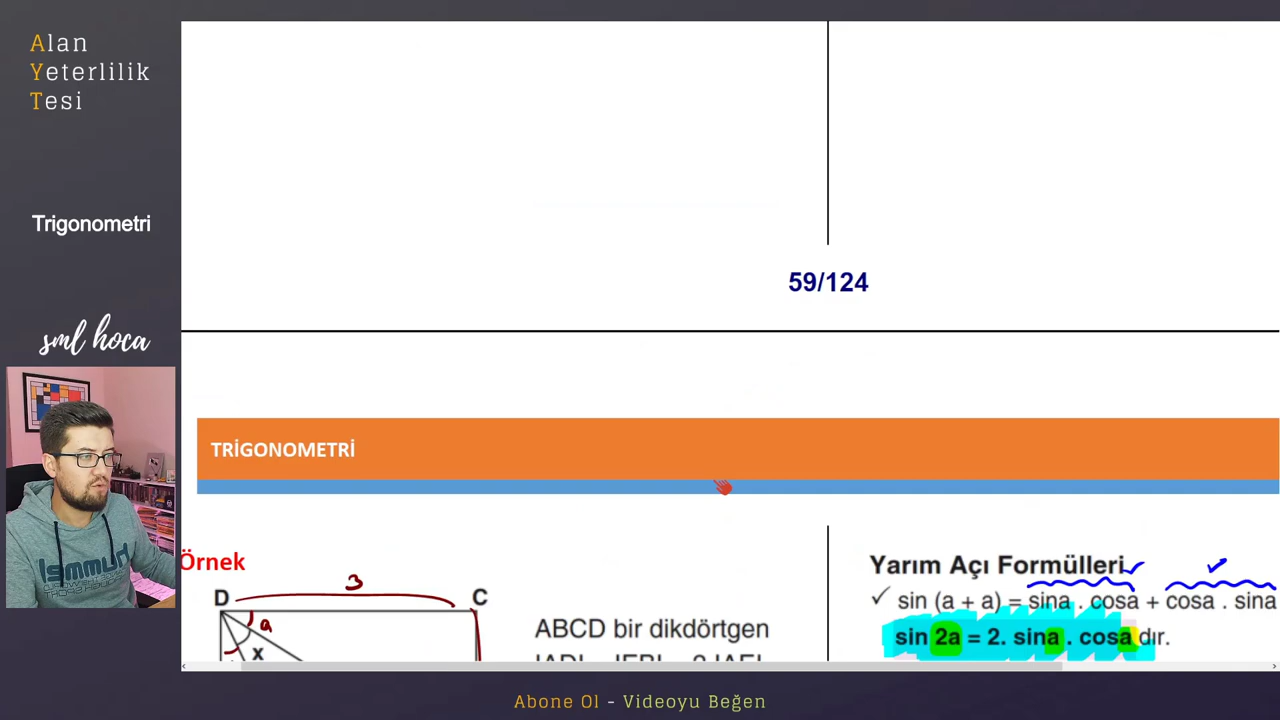 Alan
Yeterlilik
Tesi
Trigonometri
sml hoca
59/124
TRİGONOMETRİ
Örnek
3
D
C
a
x
ABCD bir dikdörtgen
Yarım Açı Formülleri
✓ sin (a + a) = sina . cosa + cosa . sina
sin 2a = 2. sina . cosa dır.
Abone Ol - Videoyu Beğen